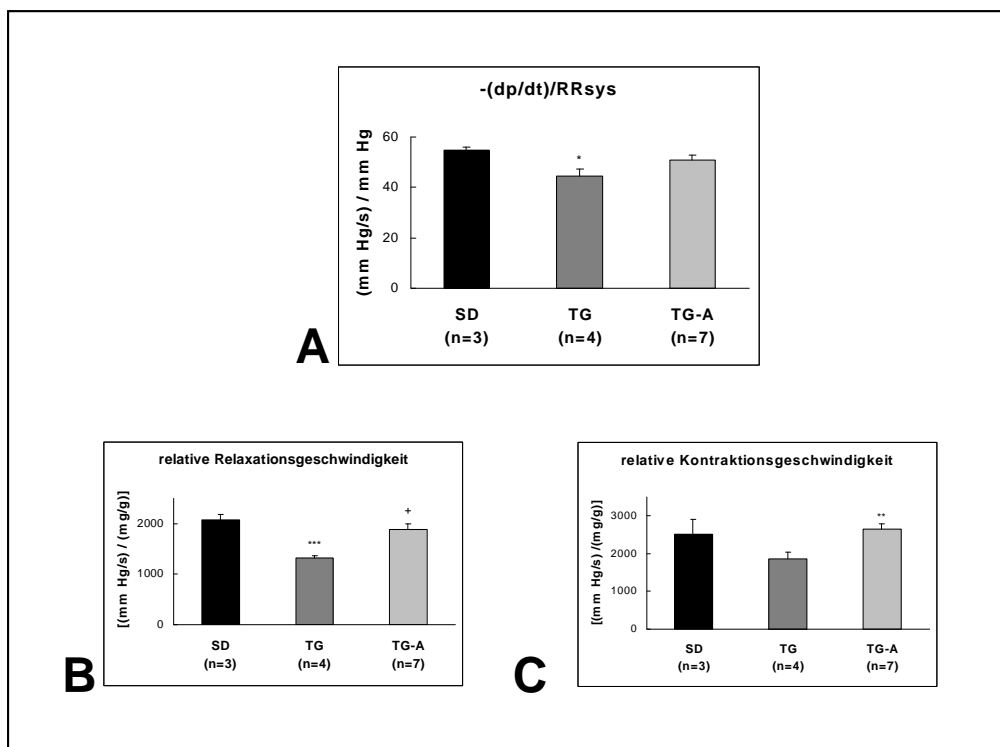 -(dp/dt)/RRsys
(mm Hg/s) / mm Hg
60
40
20
0
*
SD
TG
TG-A
(n=3)
(n=4)
(n=7)
A
relative Relaxationsgeschwindigkeit
[(mm Hg/s) / (mg/g)]
2000
1000
0
***
+
SD
TG
TG-A
(n=3)
(n=4)
(n=7)
B
relative Kontraktionsgeschwindigkeit
[(mm Hg/s) /(mg/g)]
3000
2000
1000
0
**
SD
TG
TG-A
(n=3)
(n=4)
(n=7)
C